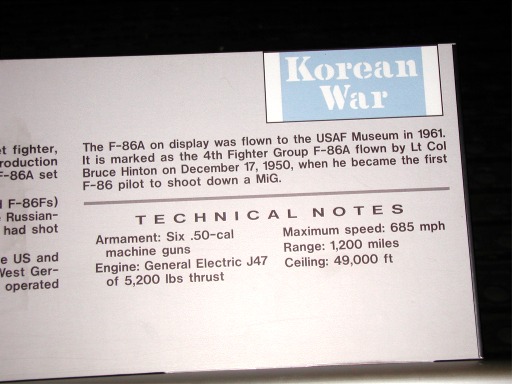 Korean
War
et fighter,
roduction
F-86A set
F-86Fs)
Russian-
had shot
e US and
West Ger-
operated
The F-86A on display was flown to the USAF Museum in 1961.
It is marked as the 4th Fighter Group F-86A flown by Lt Col
Bruce Hinton on December 17, 1950, when he became the first
F-86 pilot to shoot down a MiG.
TECHNICAL NOTES
Armament: Six .50-cal
machine guns
Engine: General Electric J47
of 5,200 lbs thrust
Maximum speed: 685 mph
Range: 1,200 miles
Ceiling: 49,000 ft